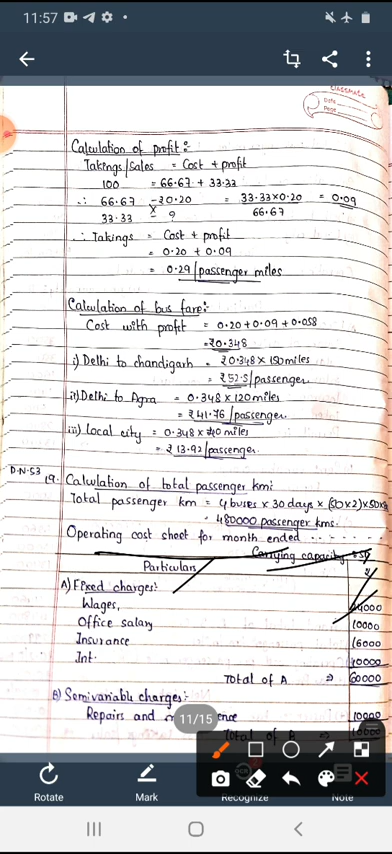 11:57
classmate
Date
Page
Calculation of profit:
Takings/Sales = Cost + profit
100 = 66.67 + 33.33
∴ 66.67 - 0.20 = 33.33 x 0.20 = 0.09
33.33 x ? 66.67
∴ Takings = Cost + profit
= 0.20 + 0.09
= 0.29/passenger miles
Calculation of bus fare:
Cost with profit = 0.20+0.09+0.058
= ₹0.348
i) Delhi to chandigarh = ₹0.348 x 150miles
= ₹52.5/passenger
ii) Delhi to Agra = 0.348 x 120 miles
= ₹41.76/passenger
iii) Local city = 0.348 x 40 miles
= ₹13.92/passenger
D.N.53
19. Calculation of total passenger km:
Total passenger km = 4 buses x 30 days x (50x2) x 50 x
= 480000 passenger kms.
Operating cost sheet for month ended
Carrying capacity
Particulars
A) Fixed charges:
Wages, 24000
Office salary 10000
Insurance 16000
Int. 10000
Total of A ⇒ 60000
B) Semivariable charges:
Repairs and 10000
11/15
Total of
Rotate
Mark
Recognize
Note